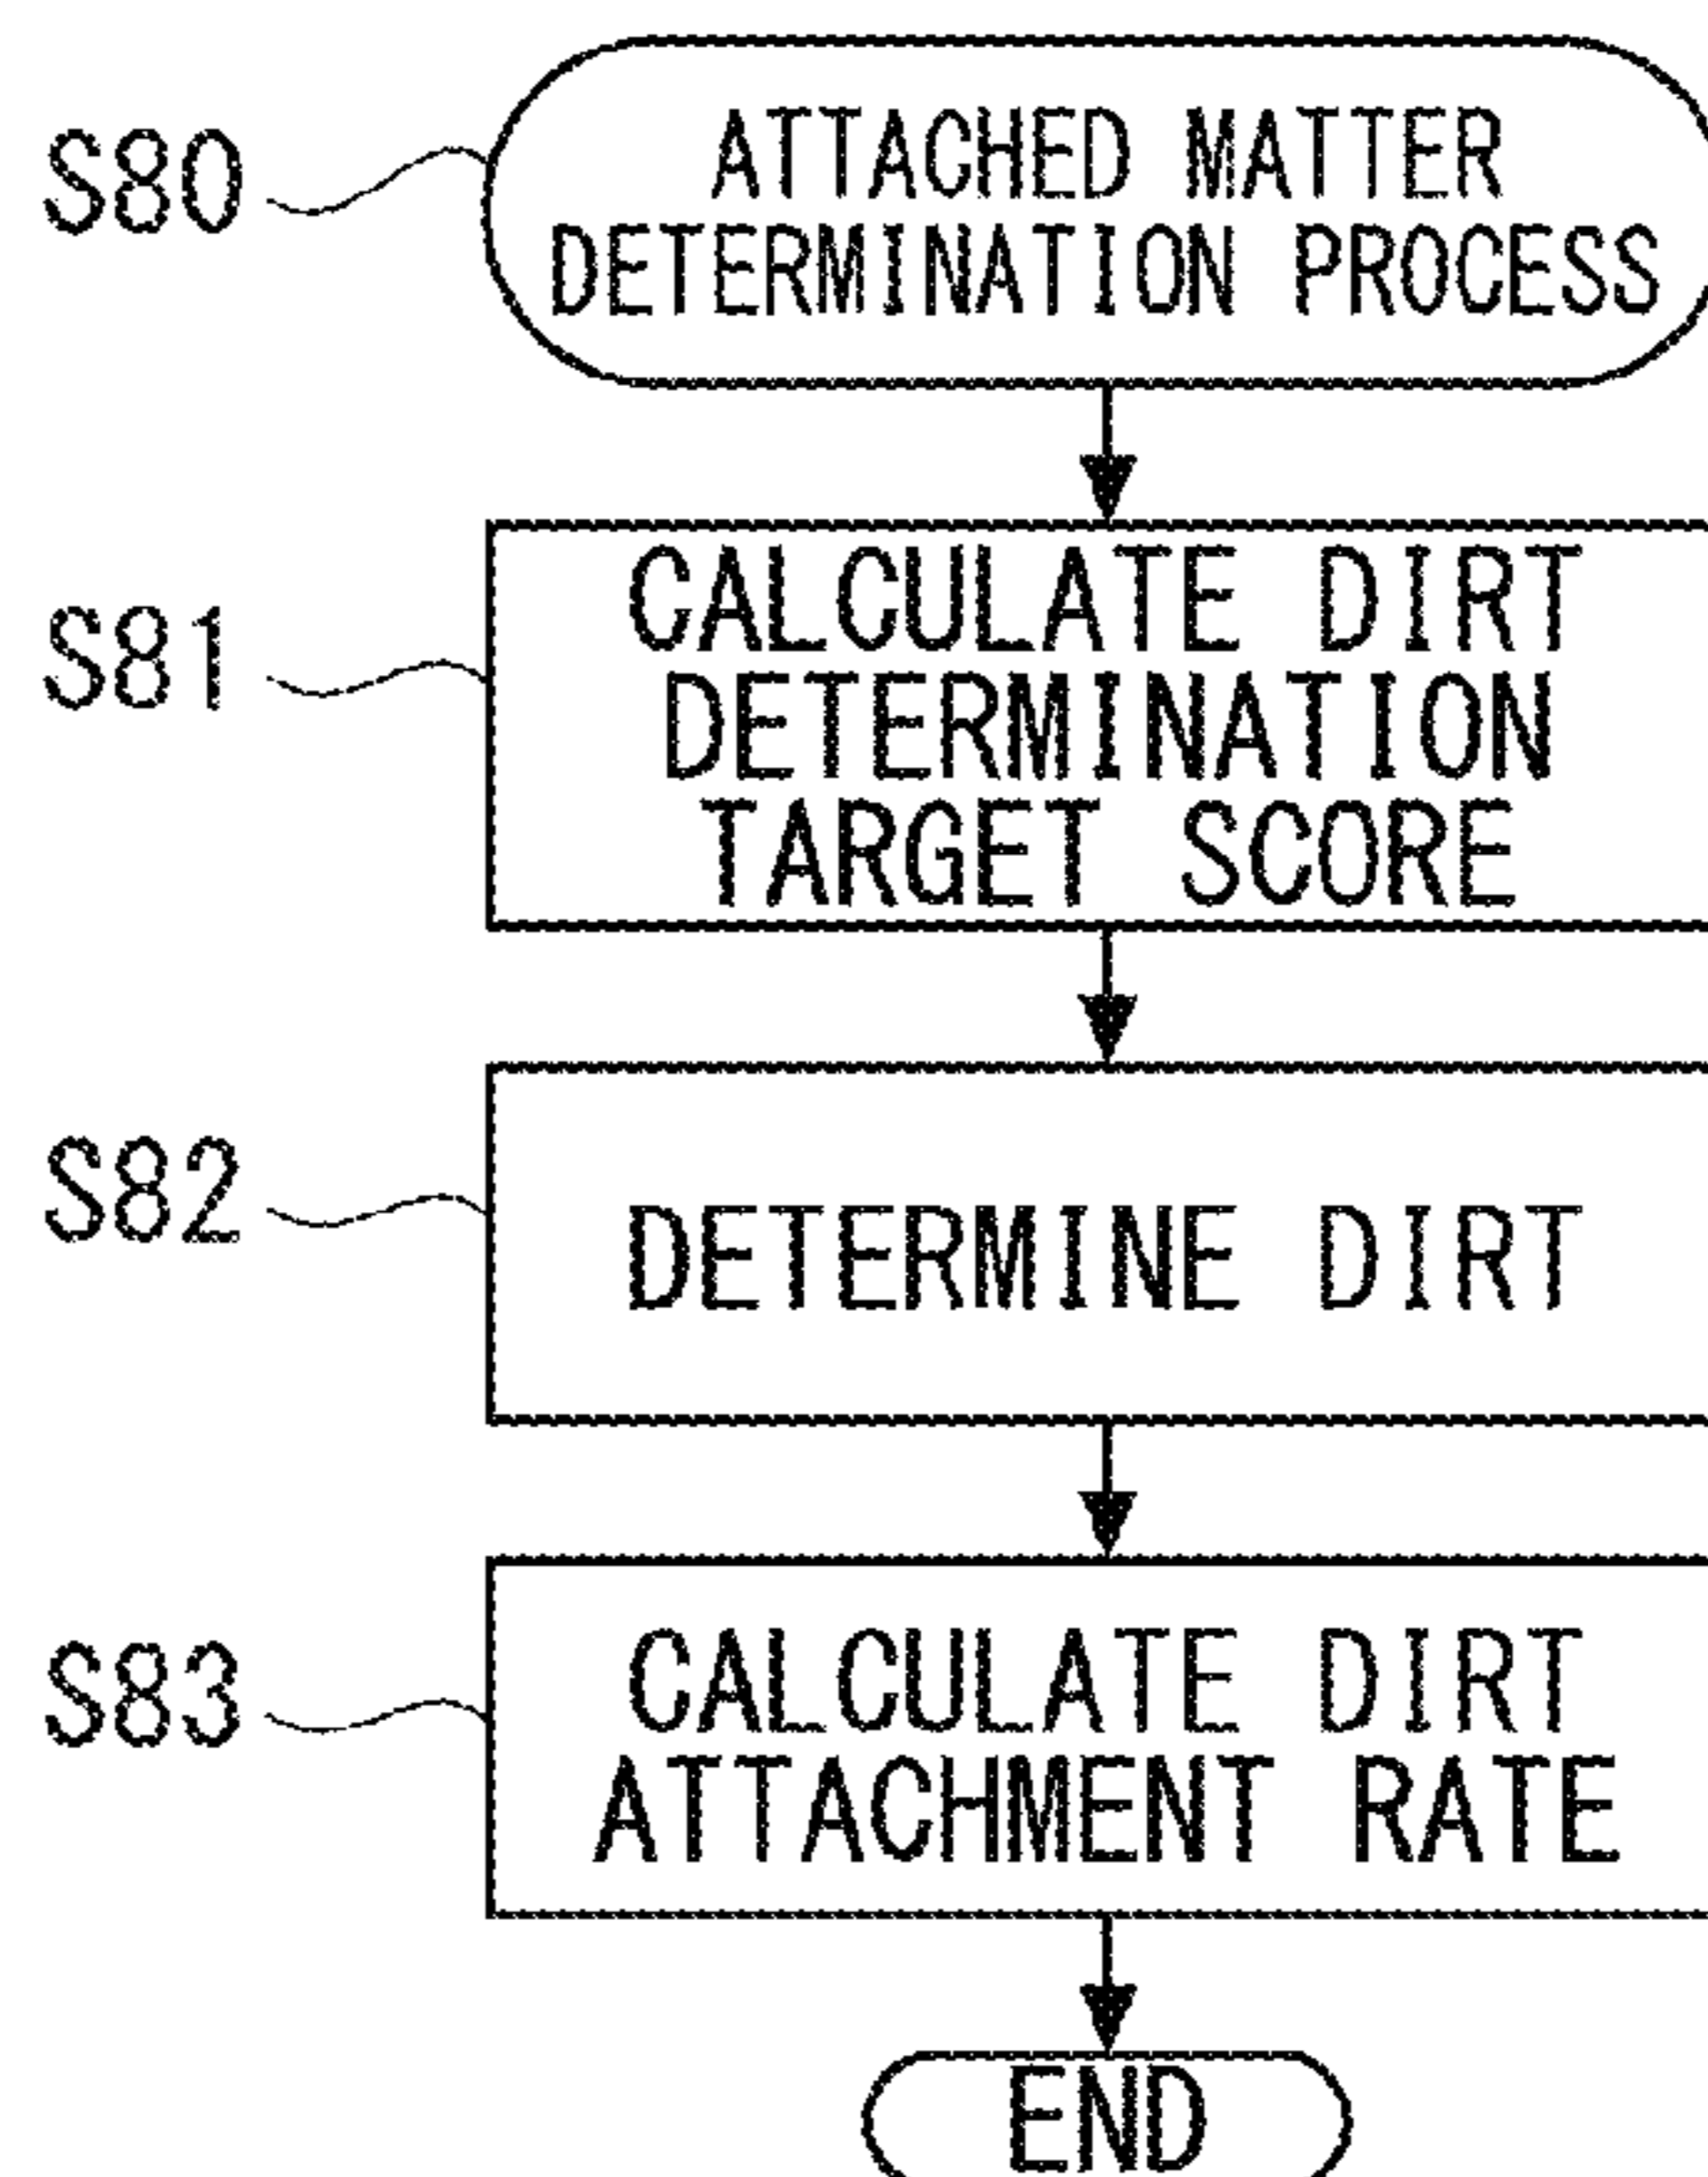 S80
ATTACHED MATTER
DETERMINATION PROCESS
S81
CALCULATE DIRT
DETERMINATION
TARGET SCORE
S82
DETERMINE DIRT
S83
CALCULATE DIRT
ATTACHMENT RATE
END